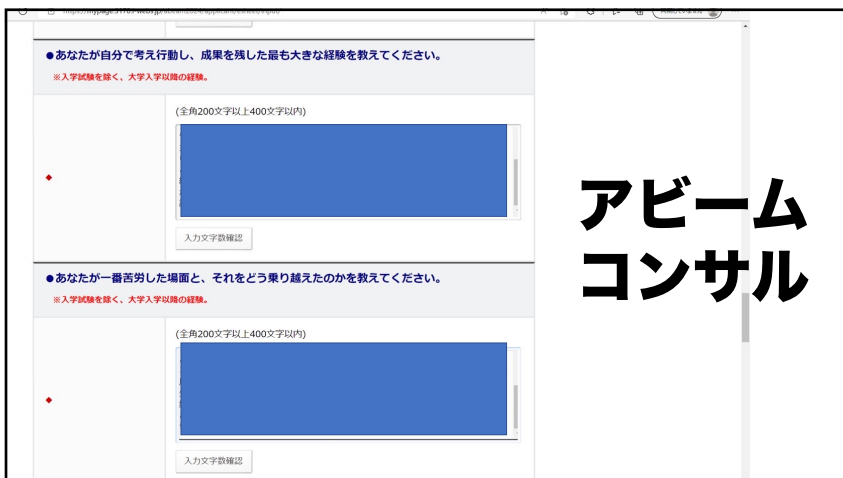 ●あなたが自分で考え行動し、成果を残した最も大きな経験を教えてください。
※入学試験を除く、大学入学以降の経験。
(全角200文字以上400文字以内)
◆
入力文字数確認
●あなたが一番苦労した場面と、それをどう乗り越えたのかを教えてください。
※入学試験を除く、大学入学以降の経験。
(全角200文字以上400文字以内)
◆
入力文字数確認
アビーム
コンサル